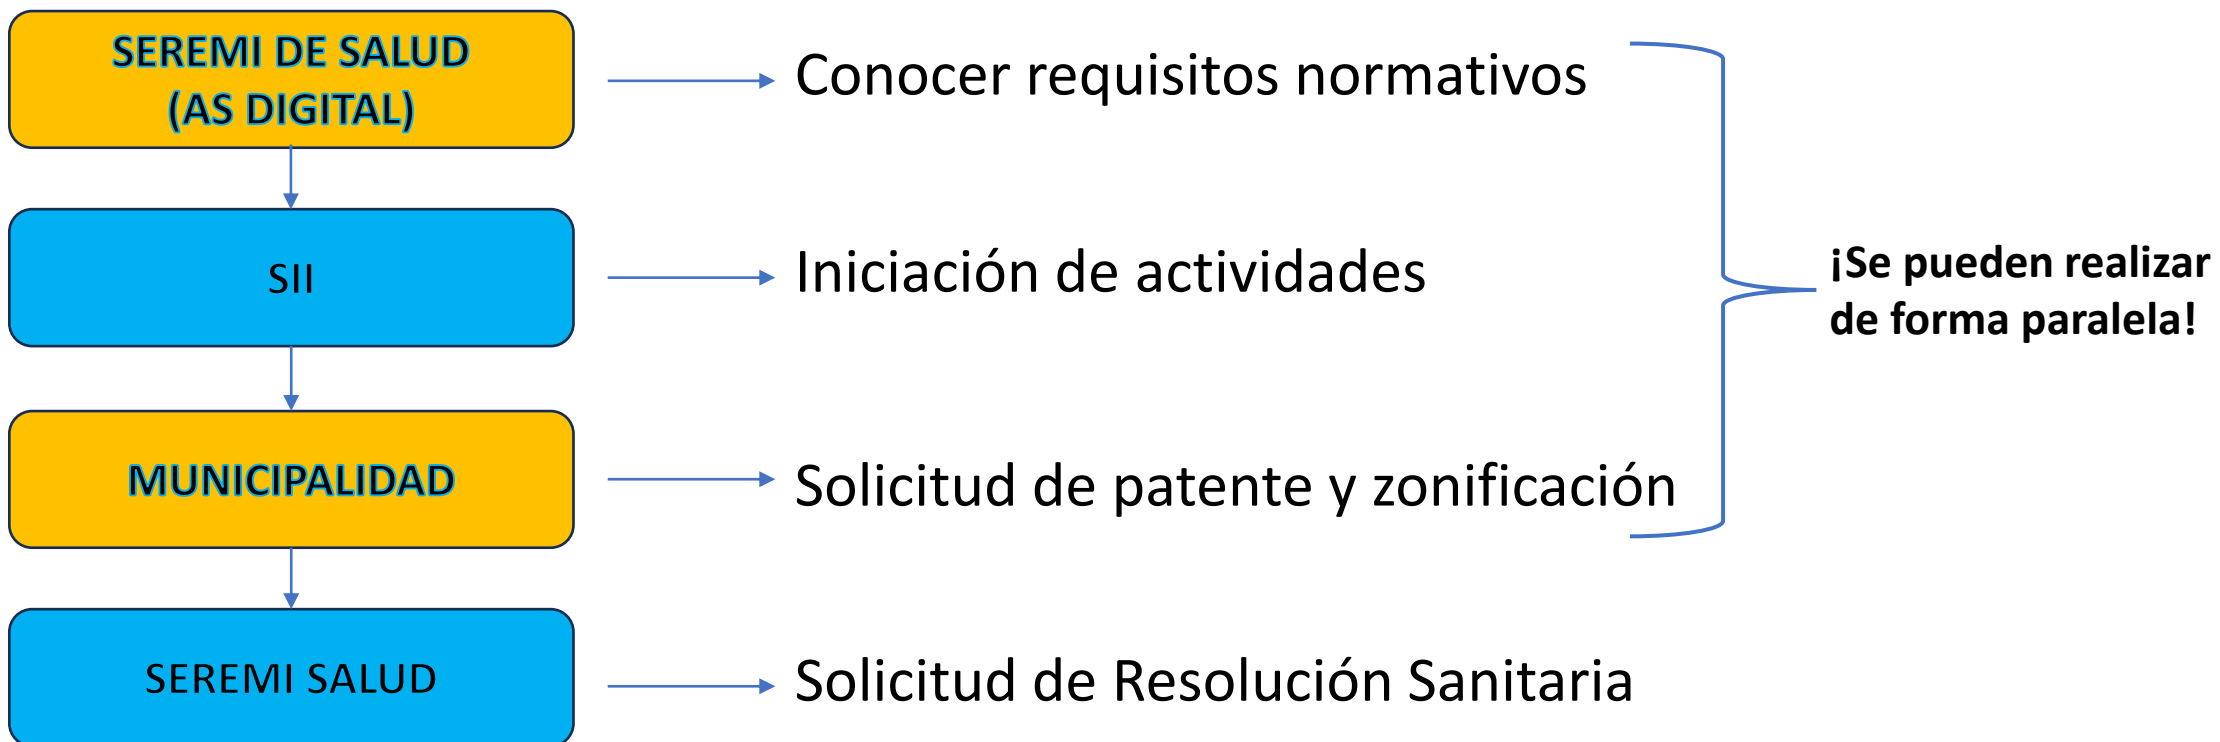 SEREMI DE SALUD
(AS DIGITAL)
Conocer requisitos normativos
SII
Iniciación de actividades
¡Se pueden realizar
de forma paralela!
MUNICIPALIDAD
Solicitud de patente y zonificación
SEREMI SALUD
Solicitud de Resolución Sanitaria